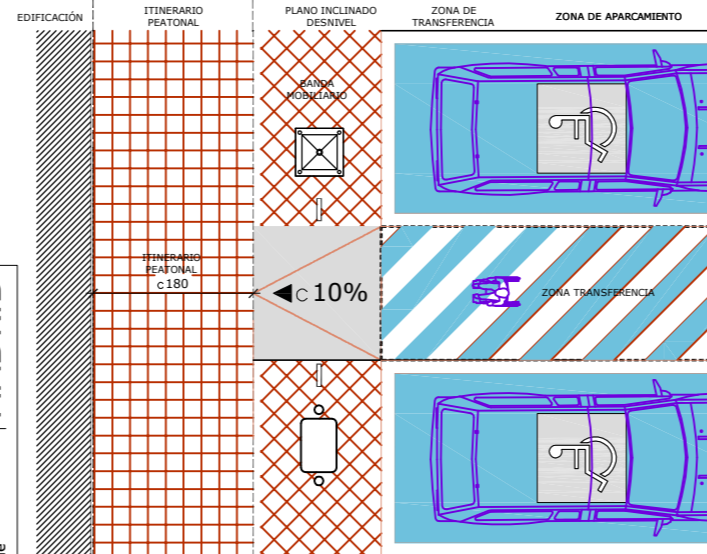 EDIFICACIÓN
ITINERARIO
PEATONAL
PLANO INCLINADO
DESNIVEL
ZONA DE
TRANSFERENCIA
ZONA DE APARCAMIENTO
BANDA
MOBILIARIO
ITINERARIO
PEATONAL
c 180
c 10%
ZONA TRANSFERENCIA